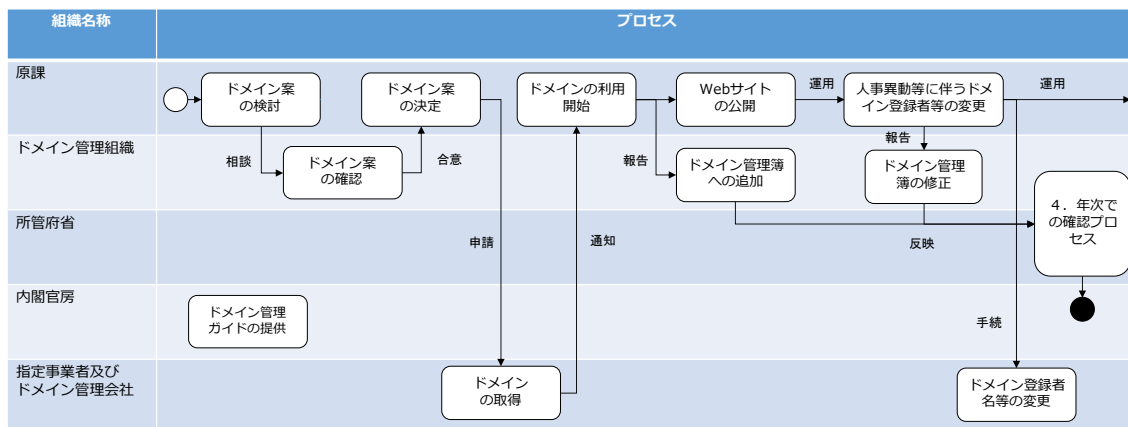 組織名称
プロセス
原課
ドメイン案
の検討
ドメイン案
の決定
ドメインの利用
開始
Webサイト
の公開
運用
人事異動等に伴うドメ
イン登録者等の変更
運用
ドメイン管理組織
相談
ドメイン案
の確認
合意
報告
ドメイン管理簿
への追加
報告
ドメイン管理
簿の修正
所管府省
申請
通知
反映
4．年次で
の確認プロ
セス
内閣官房
ドメイン管理
ガイドの提供
手続
指定事業者及び
ドメイン管理会社
ドメイン
の取得
ドメイン登録者
名等の変更